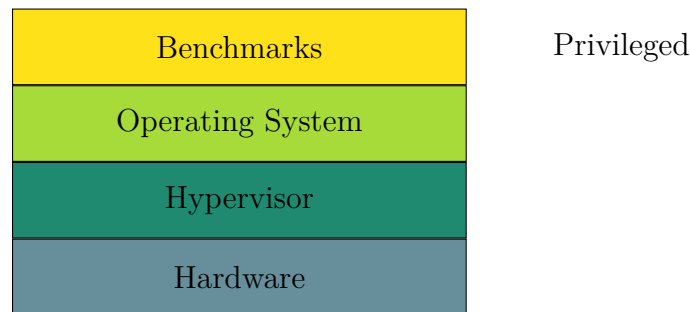 Benchmarks
Privileged
Operating System
Hypervisor
Hardware